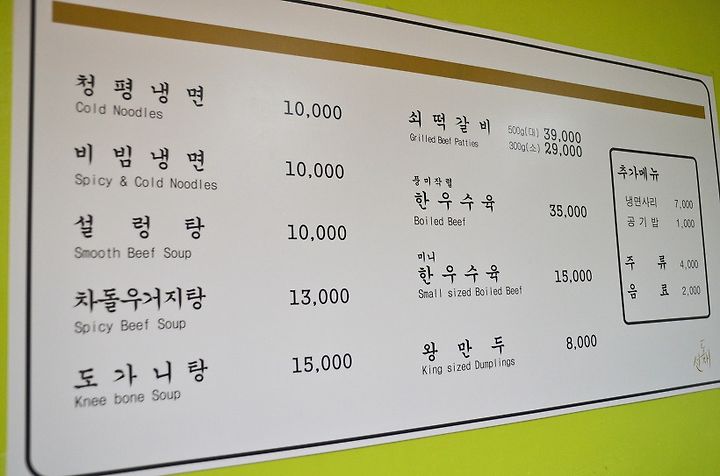 청평냉면 10,000
Cold Noodles
비빔냉면 10,000
Spicy & Cold Noodles
설렁탕 10,000
Smooth Beef Soup
차돌우거지탕 13,000
Spicy Beef Soup
도가니탕 15,000
Knee bone Soup
쇠떡갈비 500g(대) 39,000
Grilled Beef Patties 300g(소) 29,000
풍미작렬
한우수육 35,000
Boiled Beef
미니
한우수육 15,000
Small sized Boiled Beef
왕만두 8,000
King sized Dumplings
추가메뉴
냉면사리 7,000
공기밥 1,000
주류 4,000
음료 2,000